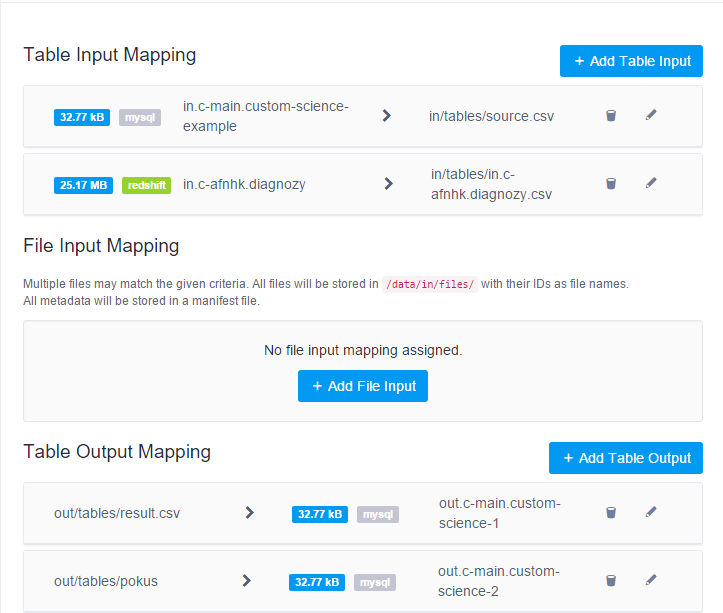 Table Input Mapping
+ Add Table Input
32.77 kB mysql in.c-main.custom-science-
example
in/tables/source.csv
25.17 MB redshift in.c-afnhk.diagnozy
in/tables/in.c-
afnhk.diagnozy.csv
File Input Mapping
Multiple files may match the given criteria. All files will be stored in /data/in/files/ with their IDs as file names.
All metadata will be stored in a manifest file.
No file input mapping assigned.
+ Add File Input
Table Output Mapping
+ Add Table Output
out/tables/result.csv
32.77 kB mysql out.c-main.custom-
science-1
out/tables/pokus
32.77 kB mysql out.c-main.custom-
science-2